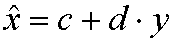 x̂ = c + d · y